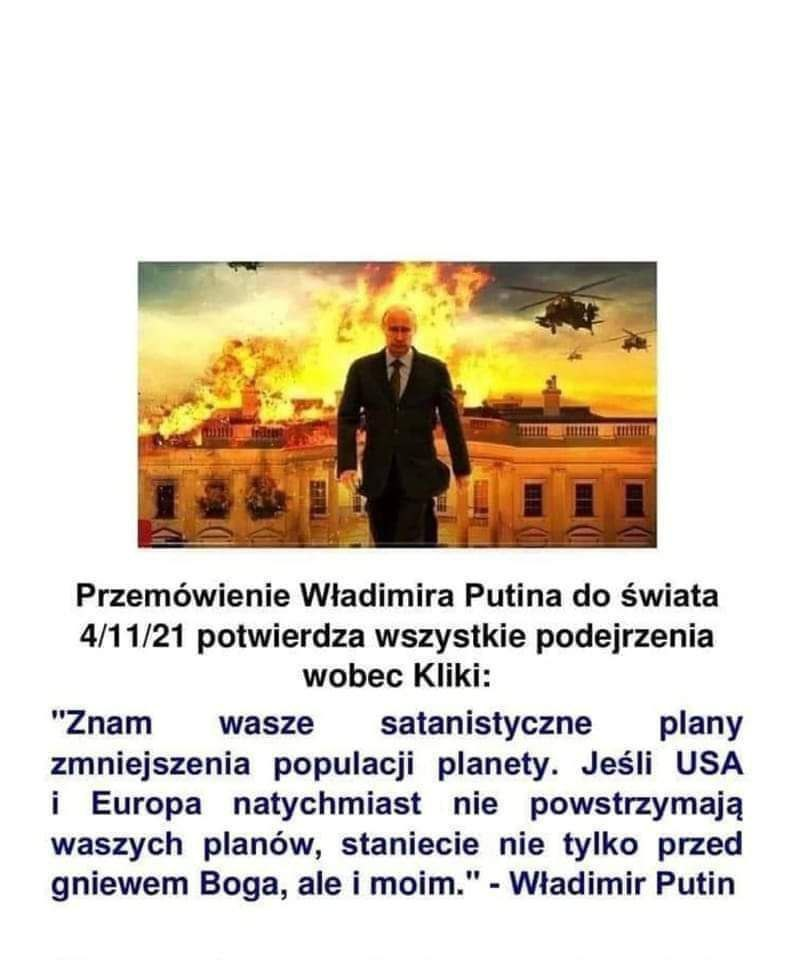 Przemówienie Władimira Putina do świata
4/11/21 potwierdza wszystkie podejrzenia
wobec Kliki:
"Znam wasze satanistyczne plany
zmniejszenia populacji planety. Jeśli USA
i Europa natychmiast nie powstrzymają
waszych planów, staniecie nie tylko przed
gniewem Boga, ale i moim." - Władimir Putin